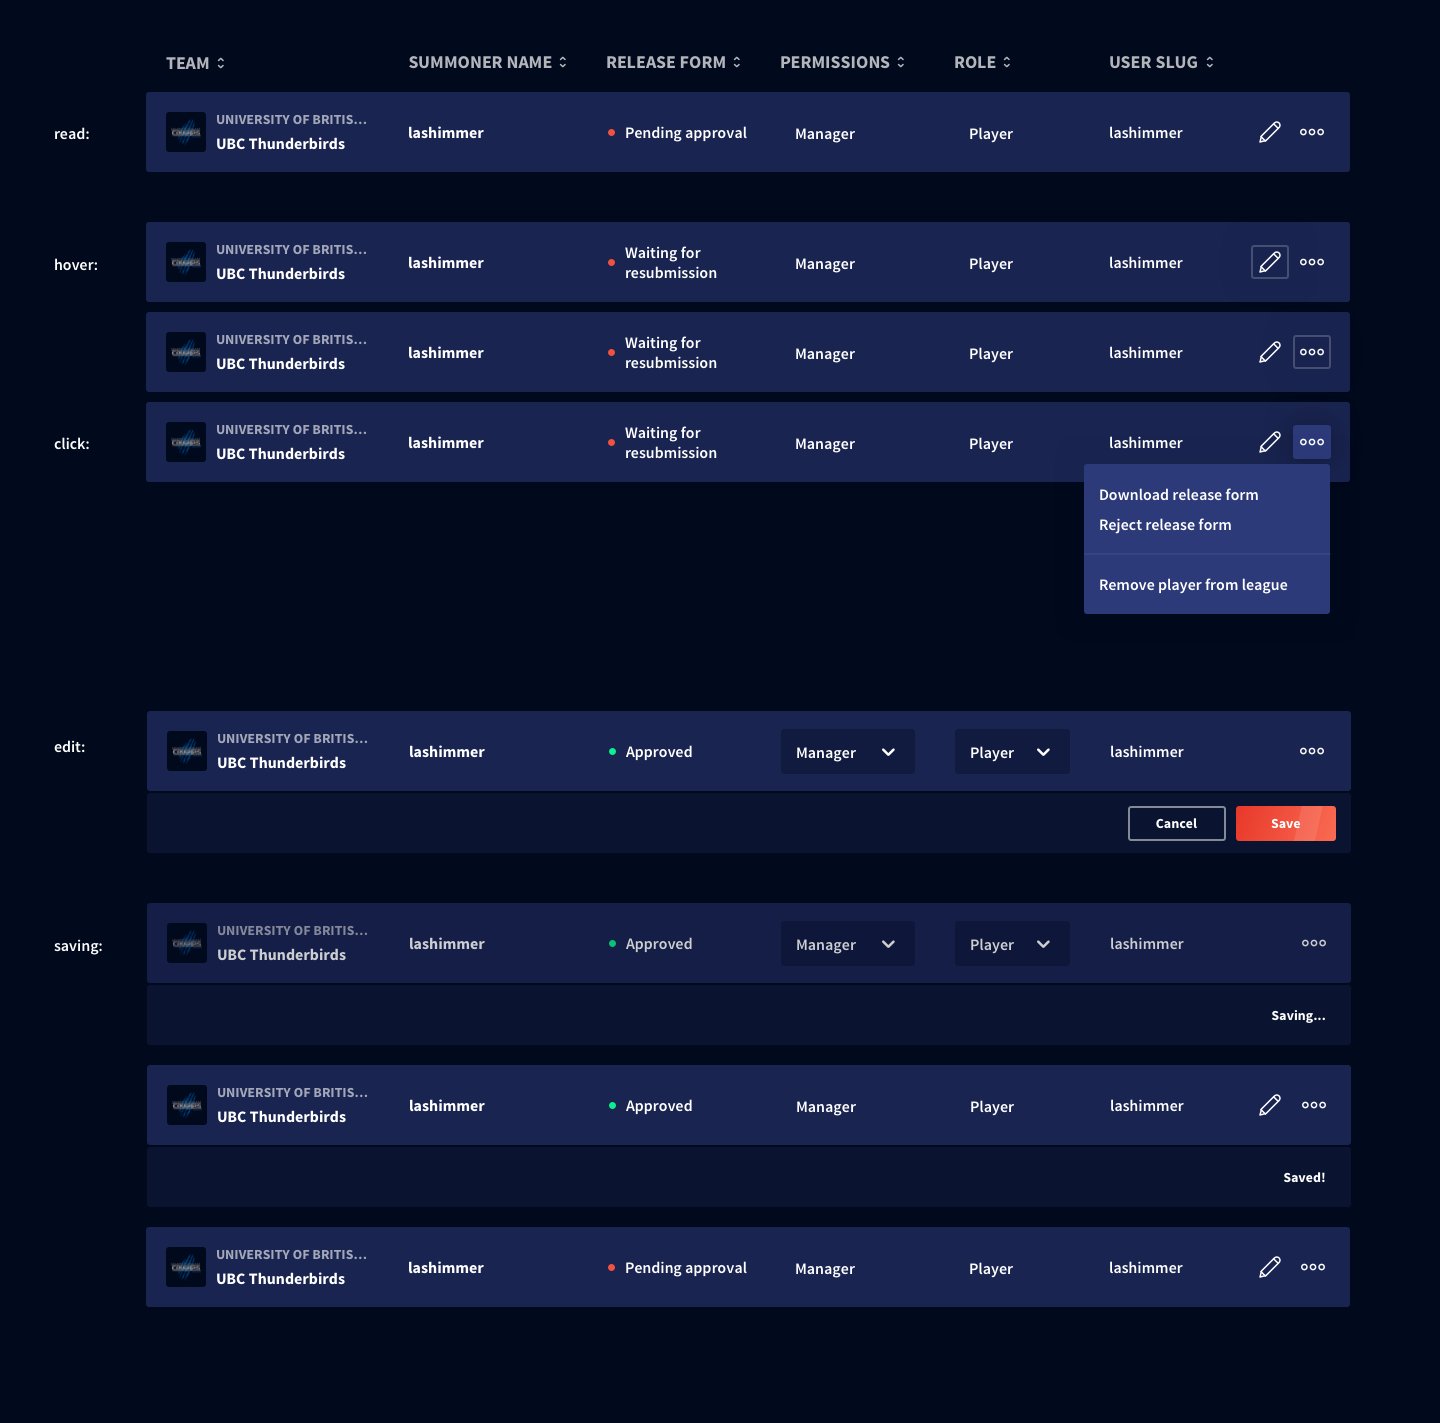 TEAM SUMMONER NAME RELEASE FORM PERMISSIONS ROLE USER SLUG
read:
UNIVERSITY OF BRITIS...
UBC Thunderbirds
lashimmer
Pending approval
Manager
Player
lashimmer
hover:
UNIVERSITY OF BRITIS...
UBC Thunderbirds
lashimmer
Waiting for
resubmission
Manager
Player
lashimmer
UNIVERSITY OF BRITIS...
UBC Thunderbirds
lashimmer
Waiting for
resubmission
Manager
Player
lashimmer
click:
UNIVERSITY OF BRITIS...
UBC Thunderbirds
lashimmer
Waiting for
resubmission
Manager
Player
lashimmer
Download release form
Reject release form
Remove player from league
edit:
UNIVERSITY OF BRITIS...
UBC Thunderbirds
lashimmer
Approved
Manager
Player
lashimmer
Cancel
Save
saving:
UNIVERSITY OF BRITIS...
UBC Thunderbirds
lashimmer
Approved
Manager
Player
lashimmer
Saving...
UNIVERSITY OF BRITIS...
UBC Thunderbirds
lashimmer
Approved
Manager
Player
lashimmer
Saved!
UNIVERSITY OF BRITIS...
UBC Thunderbirds
lashimmer
Pending approval
Manager
Player
lashimmer